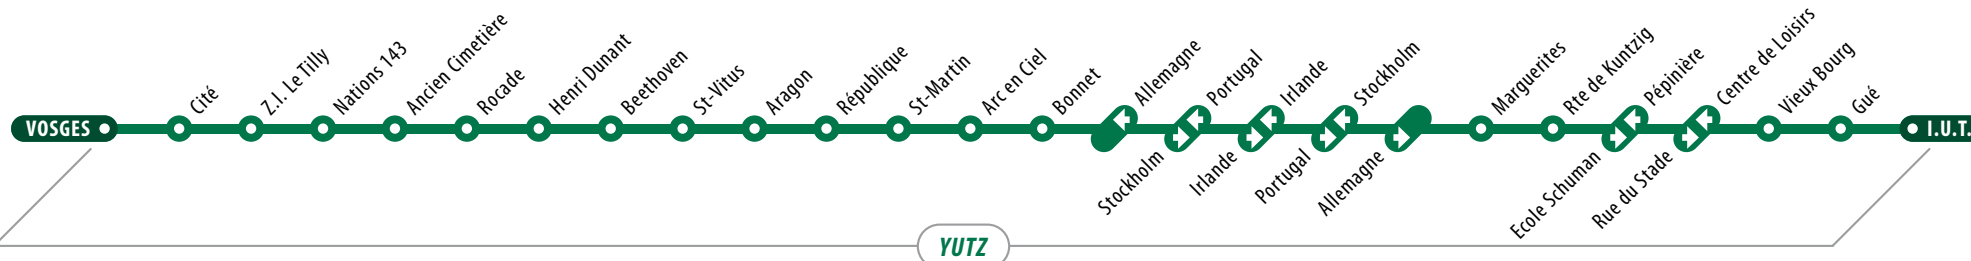 VOSGES
Cité
Z.I. Le Tilly
Nations 143
Ancien Cimetière
Rocade
Henri Dunant
Beethoven
St-Vitus
Aragon
République
St-Martin
Arc en Ciel
Bonnet
Allemagne
Portugal
Irlande
Stockholm
Marguerites
Rte de Kuntzig
Pépinière
Centre de Loisirs
Vieux Bourg
Gué
I.U.T.
Stockholm
Irlande
Portugal
Allemagne
Ecole Schuman
Rue du Stade
YUTZ